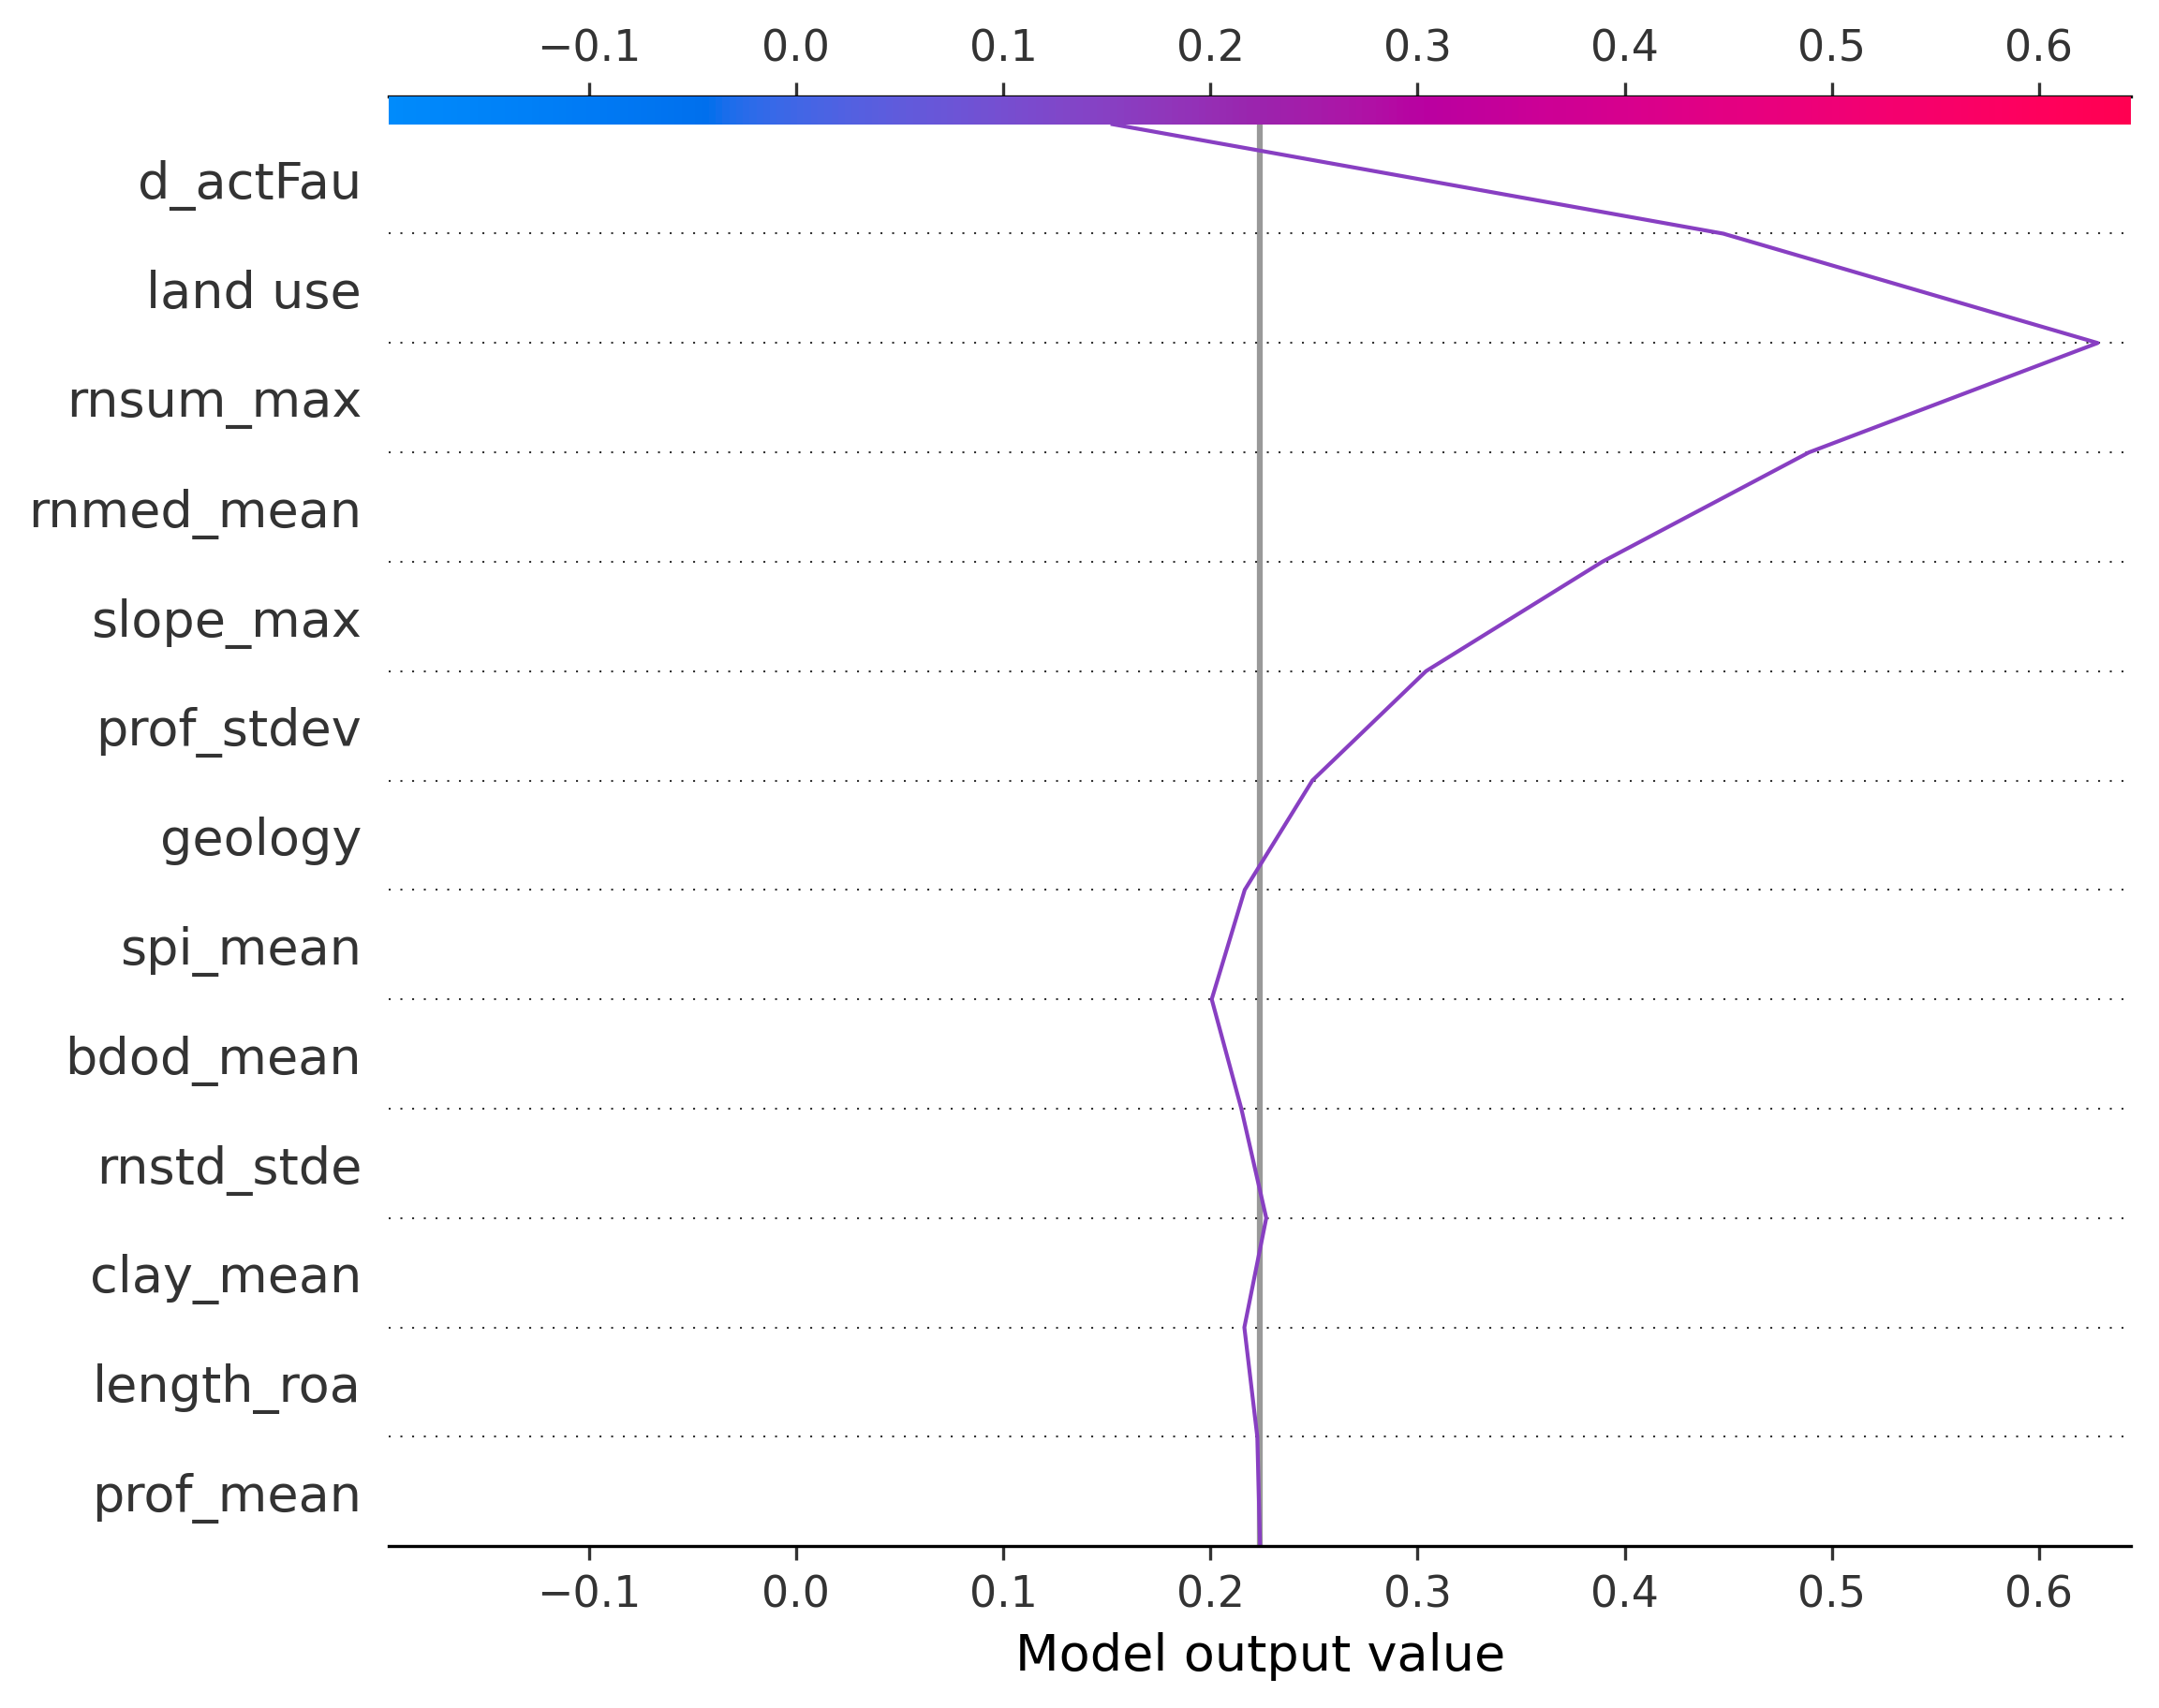 −0.1 0.0 0.1 0.2 0.3 0.4 0.5 0.6
d_actFau
land use
rnsum_max
rnmed_mean
slope_max
prof_stdev
geology
spi_mean
bdod_mean
rnstd_stde
clay_mean
length_roa
prof_mean
−0.1 0.0 0.1 0.2 0.3 0.4 0.5 0.6
Model output value